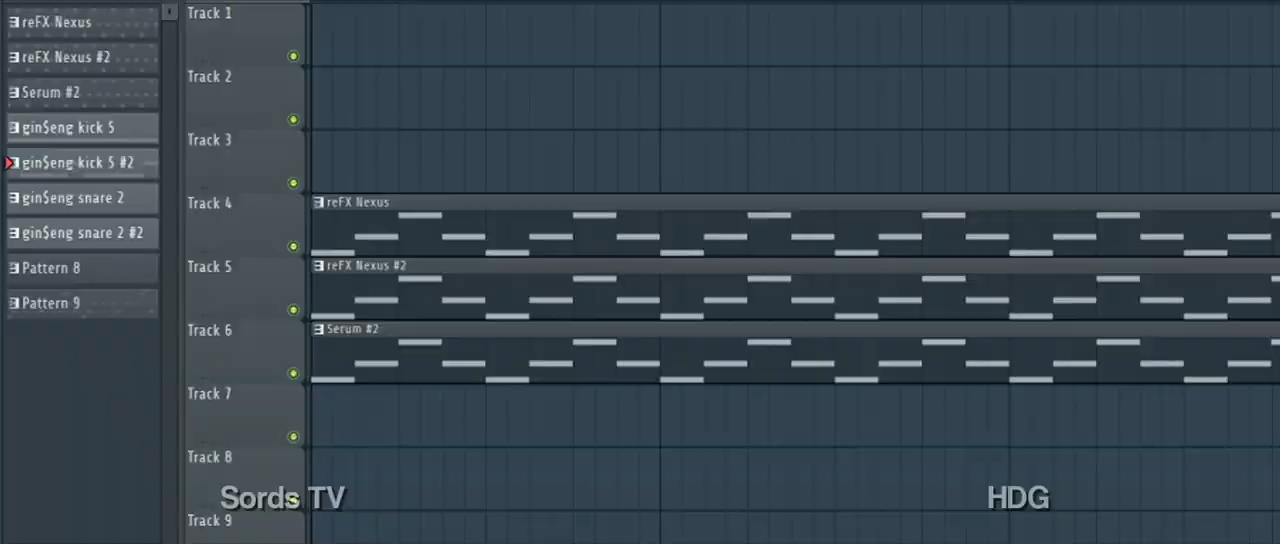 reFX Nexus
reFX Nexus #2
Serum #2
gin$eng kick 5
gin$eng kick 5 #2
gin$eng snare 2
gin$eng snare 2 #2
Pattern 8
Pattern 9
Track 1
Track 2
Track 3
Track 4
reFX Nexus
Track 5
reFX Nexus #2
Track 6
Serum #2
Track 7
Track 8
Sords TV
HDG
Track 9